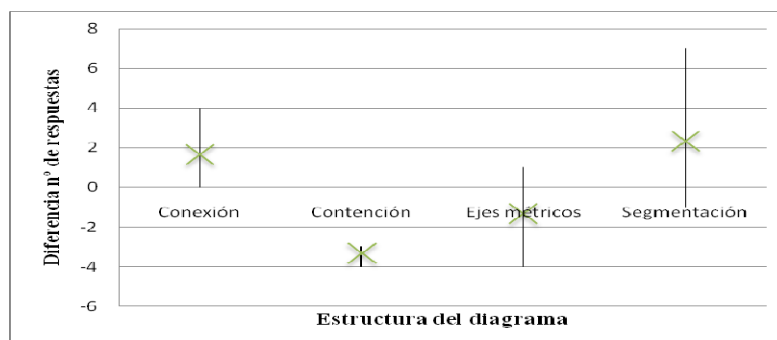 8
6
4
2
0
-2
-4
-6
Diferencia nº de respuestas
Conexión
Contención
Ejes métricos
Segmentación
Estructura del diagrama